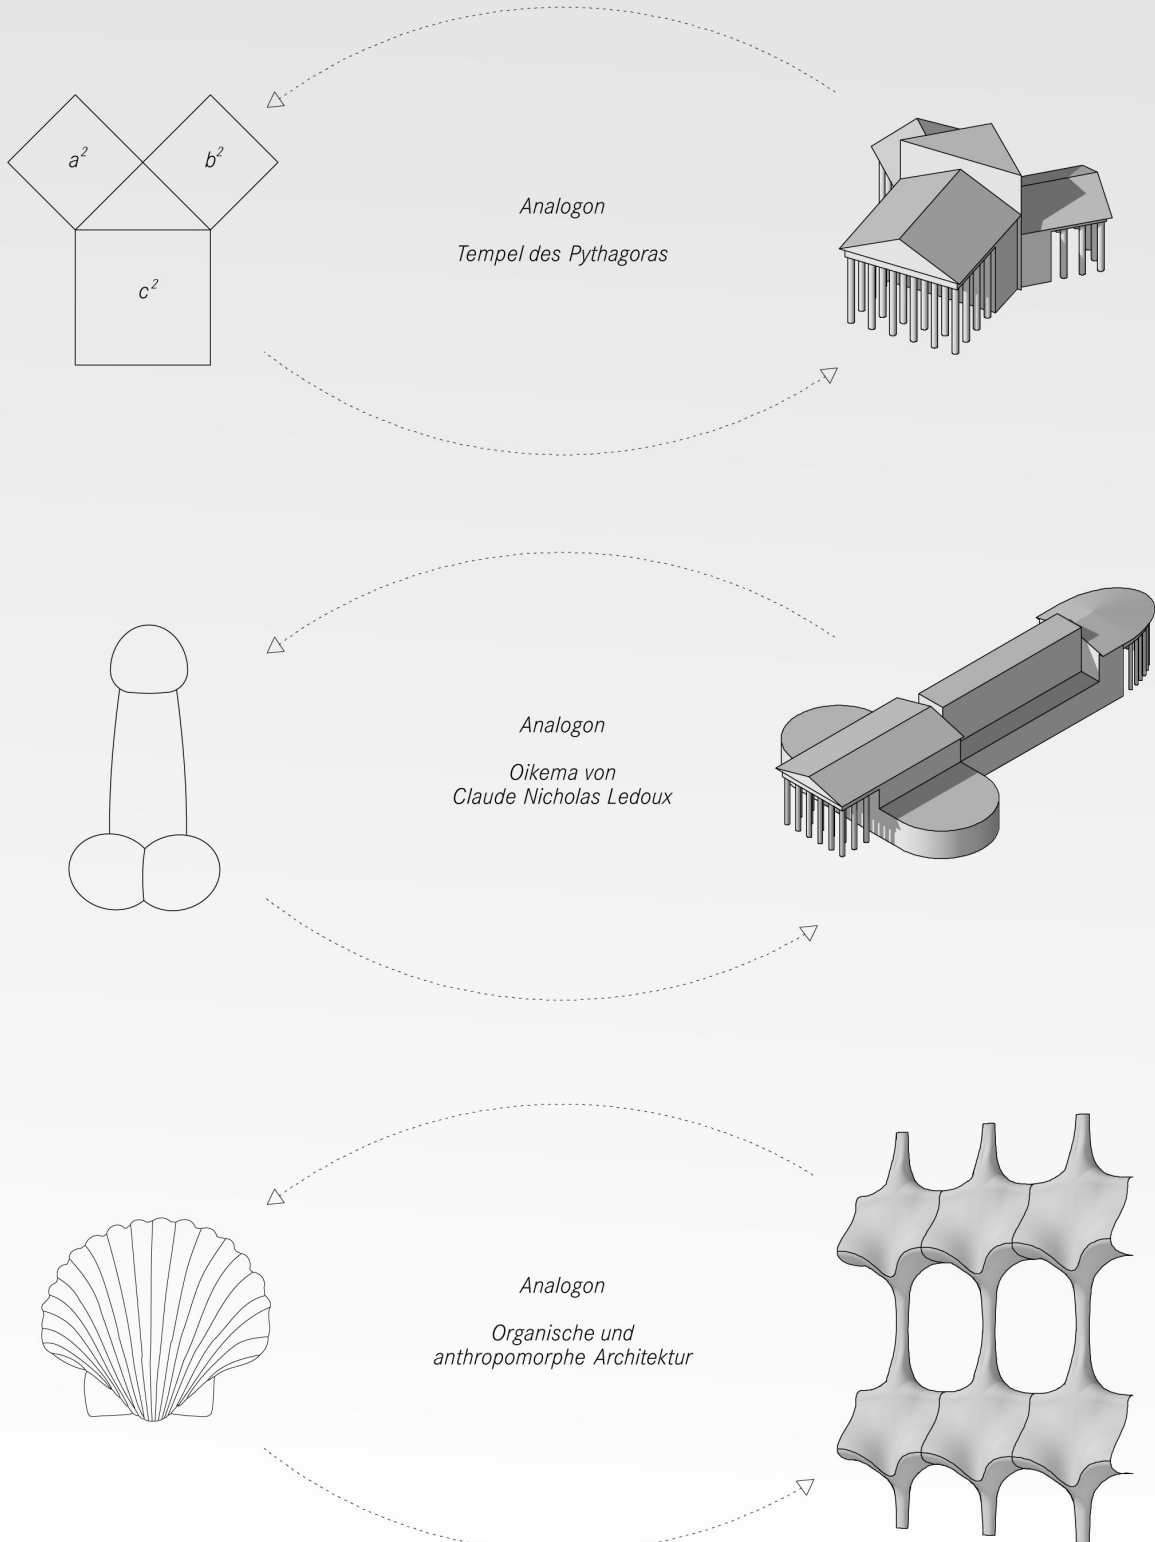 a²
b²
c²
Analogon
Tempel des Pythagoras
Analogon
Oikema von
Claude Nicholas Ledoux
Analogon
Organische und
anthropomorphe Architektur